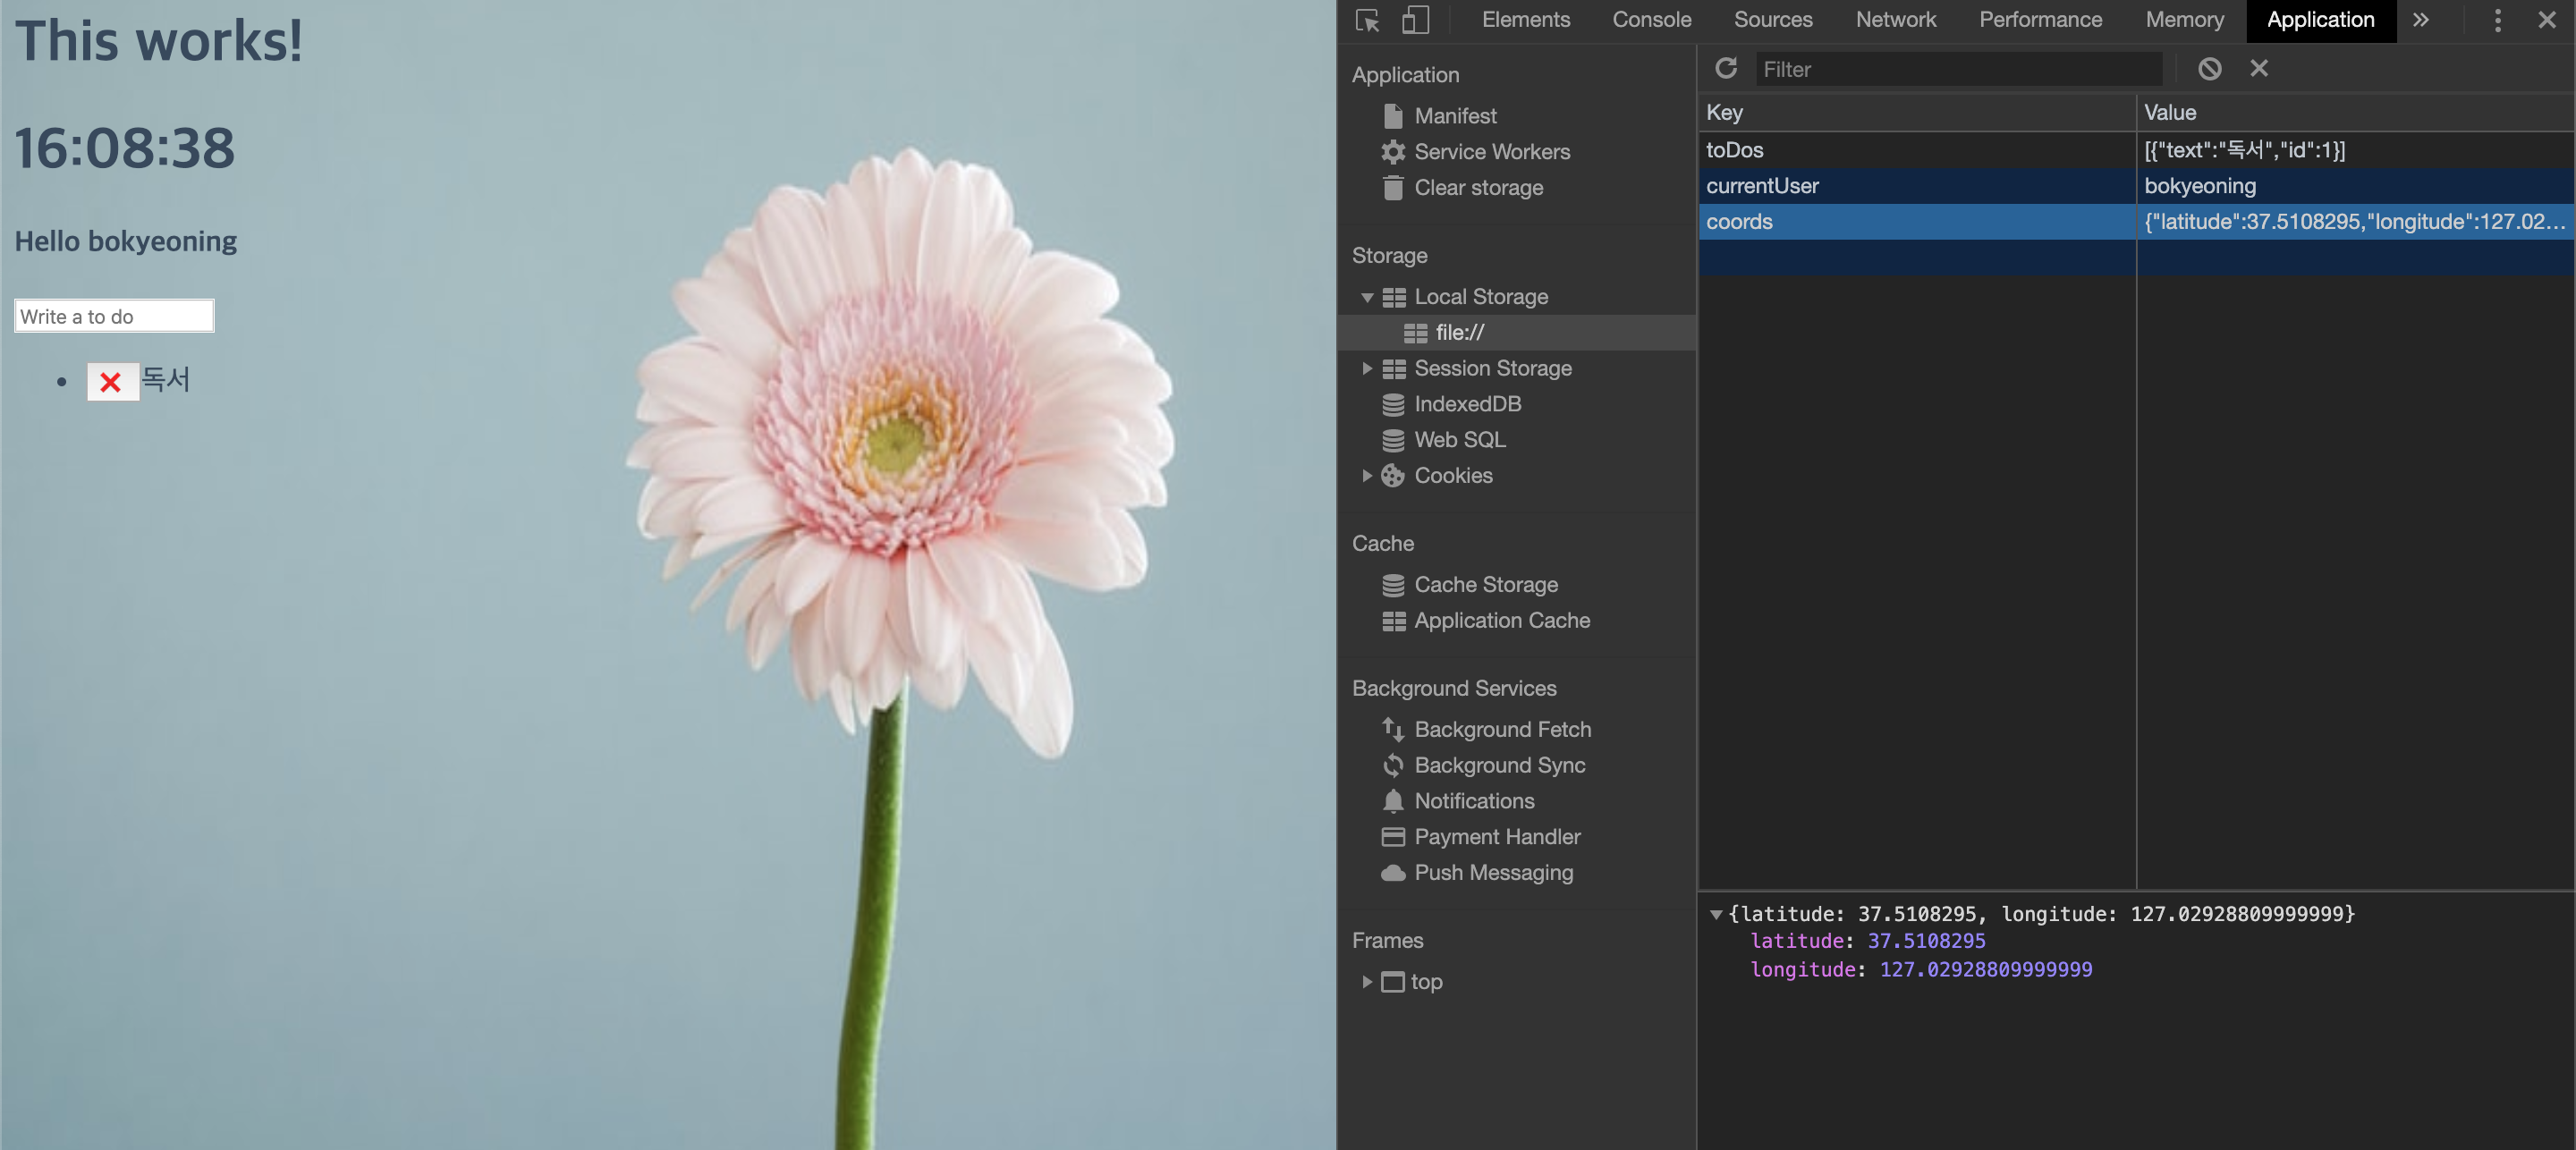 This works!
16:08:38
Hello bokyeoning
Write a to do
독서
Elements Console Sources Network Performance Memory Application
Application
Manifest
Service Workers
Clear storage
Storage
Local Storage
file://
Session Storage
IndexedDB
Web SQL
Cookies
Cache
Cache Storage
Application Cache
Background Services
Background Fetch
Background Sync
Notifications
Payment Handler
Push Messaging
Frames
top
Filter
Key Value
toDos [{"text":"독서","id":1}]
currentUser bokyeoning
coords {"latitude":37.5108295,"longitude":127.02...
{latitude: 37.5108295, longitude: 127.02928809999999}
latitude: 37.5108295
longitude: 127.02928809999999